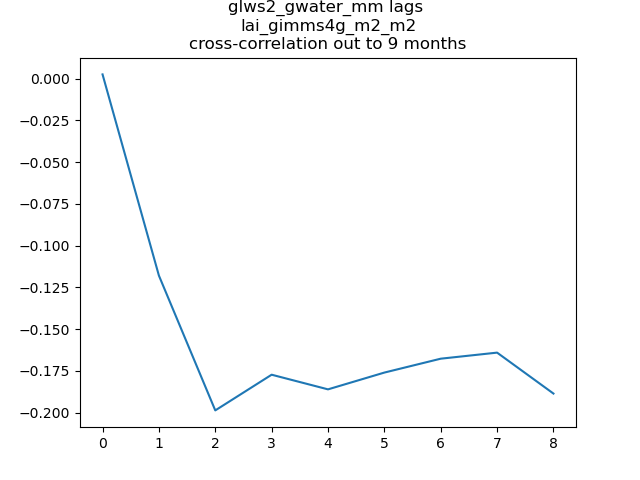 glws2_gwater_mm lags
lai_gimms4g_m2_m2
cross-correlation out to 9 months
0.000
−0.025
−0.050
−0.075
−0.100
−0.125
−0.150
−0.175
−0.200
0 1 2 3 4 5 6 7 8